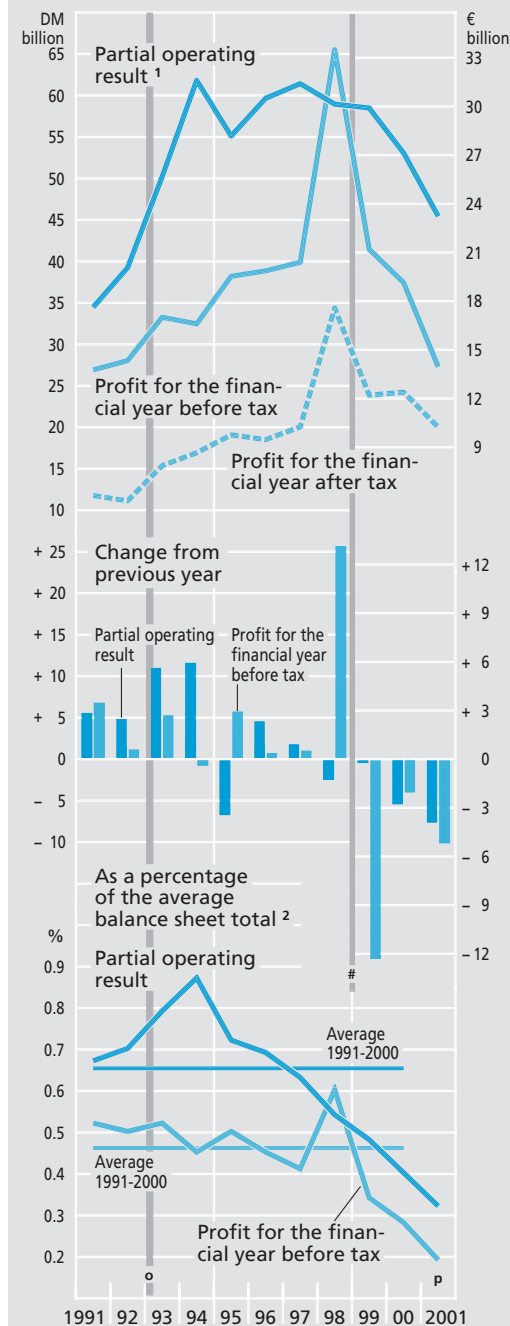 DM
billion
€
billion
65
60
55
50
45
40
35
30
25
20
15
10
33
30
27
24
21
18
15
12
9
Partial operating
result ¹
Profit for the finan-
cial year before tax
Profit for the finan-
cial year after tax
+ 25
+ 20
+ 15
+ 10
+ 5
0
– 5
– 10
+ 12
+ 9
+ 6
+ 3
0
– 3
– 6
– 9
– 12
Change from
previous year
Partial operating
result
Profit for the
financial year
before tax
As a percentage
of the average
balance sheet total ²
%
#
Partial operating
result
0.9
0.8
0.7
0.6
0.5
0.4
0.3
0.2
Average
1991-2000
Average
1991-2000
Profit for the finan-
cial year before tax
o
p
1991 92 93 94 95 96 97 98 99 00 2001